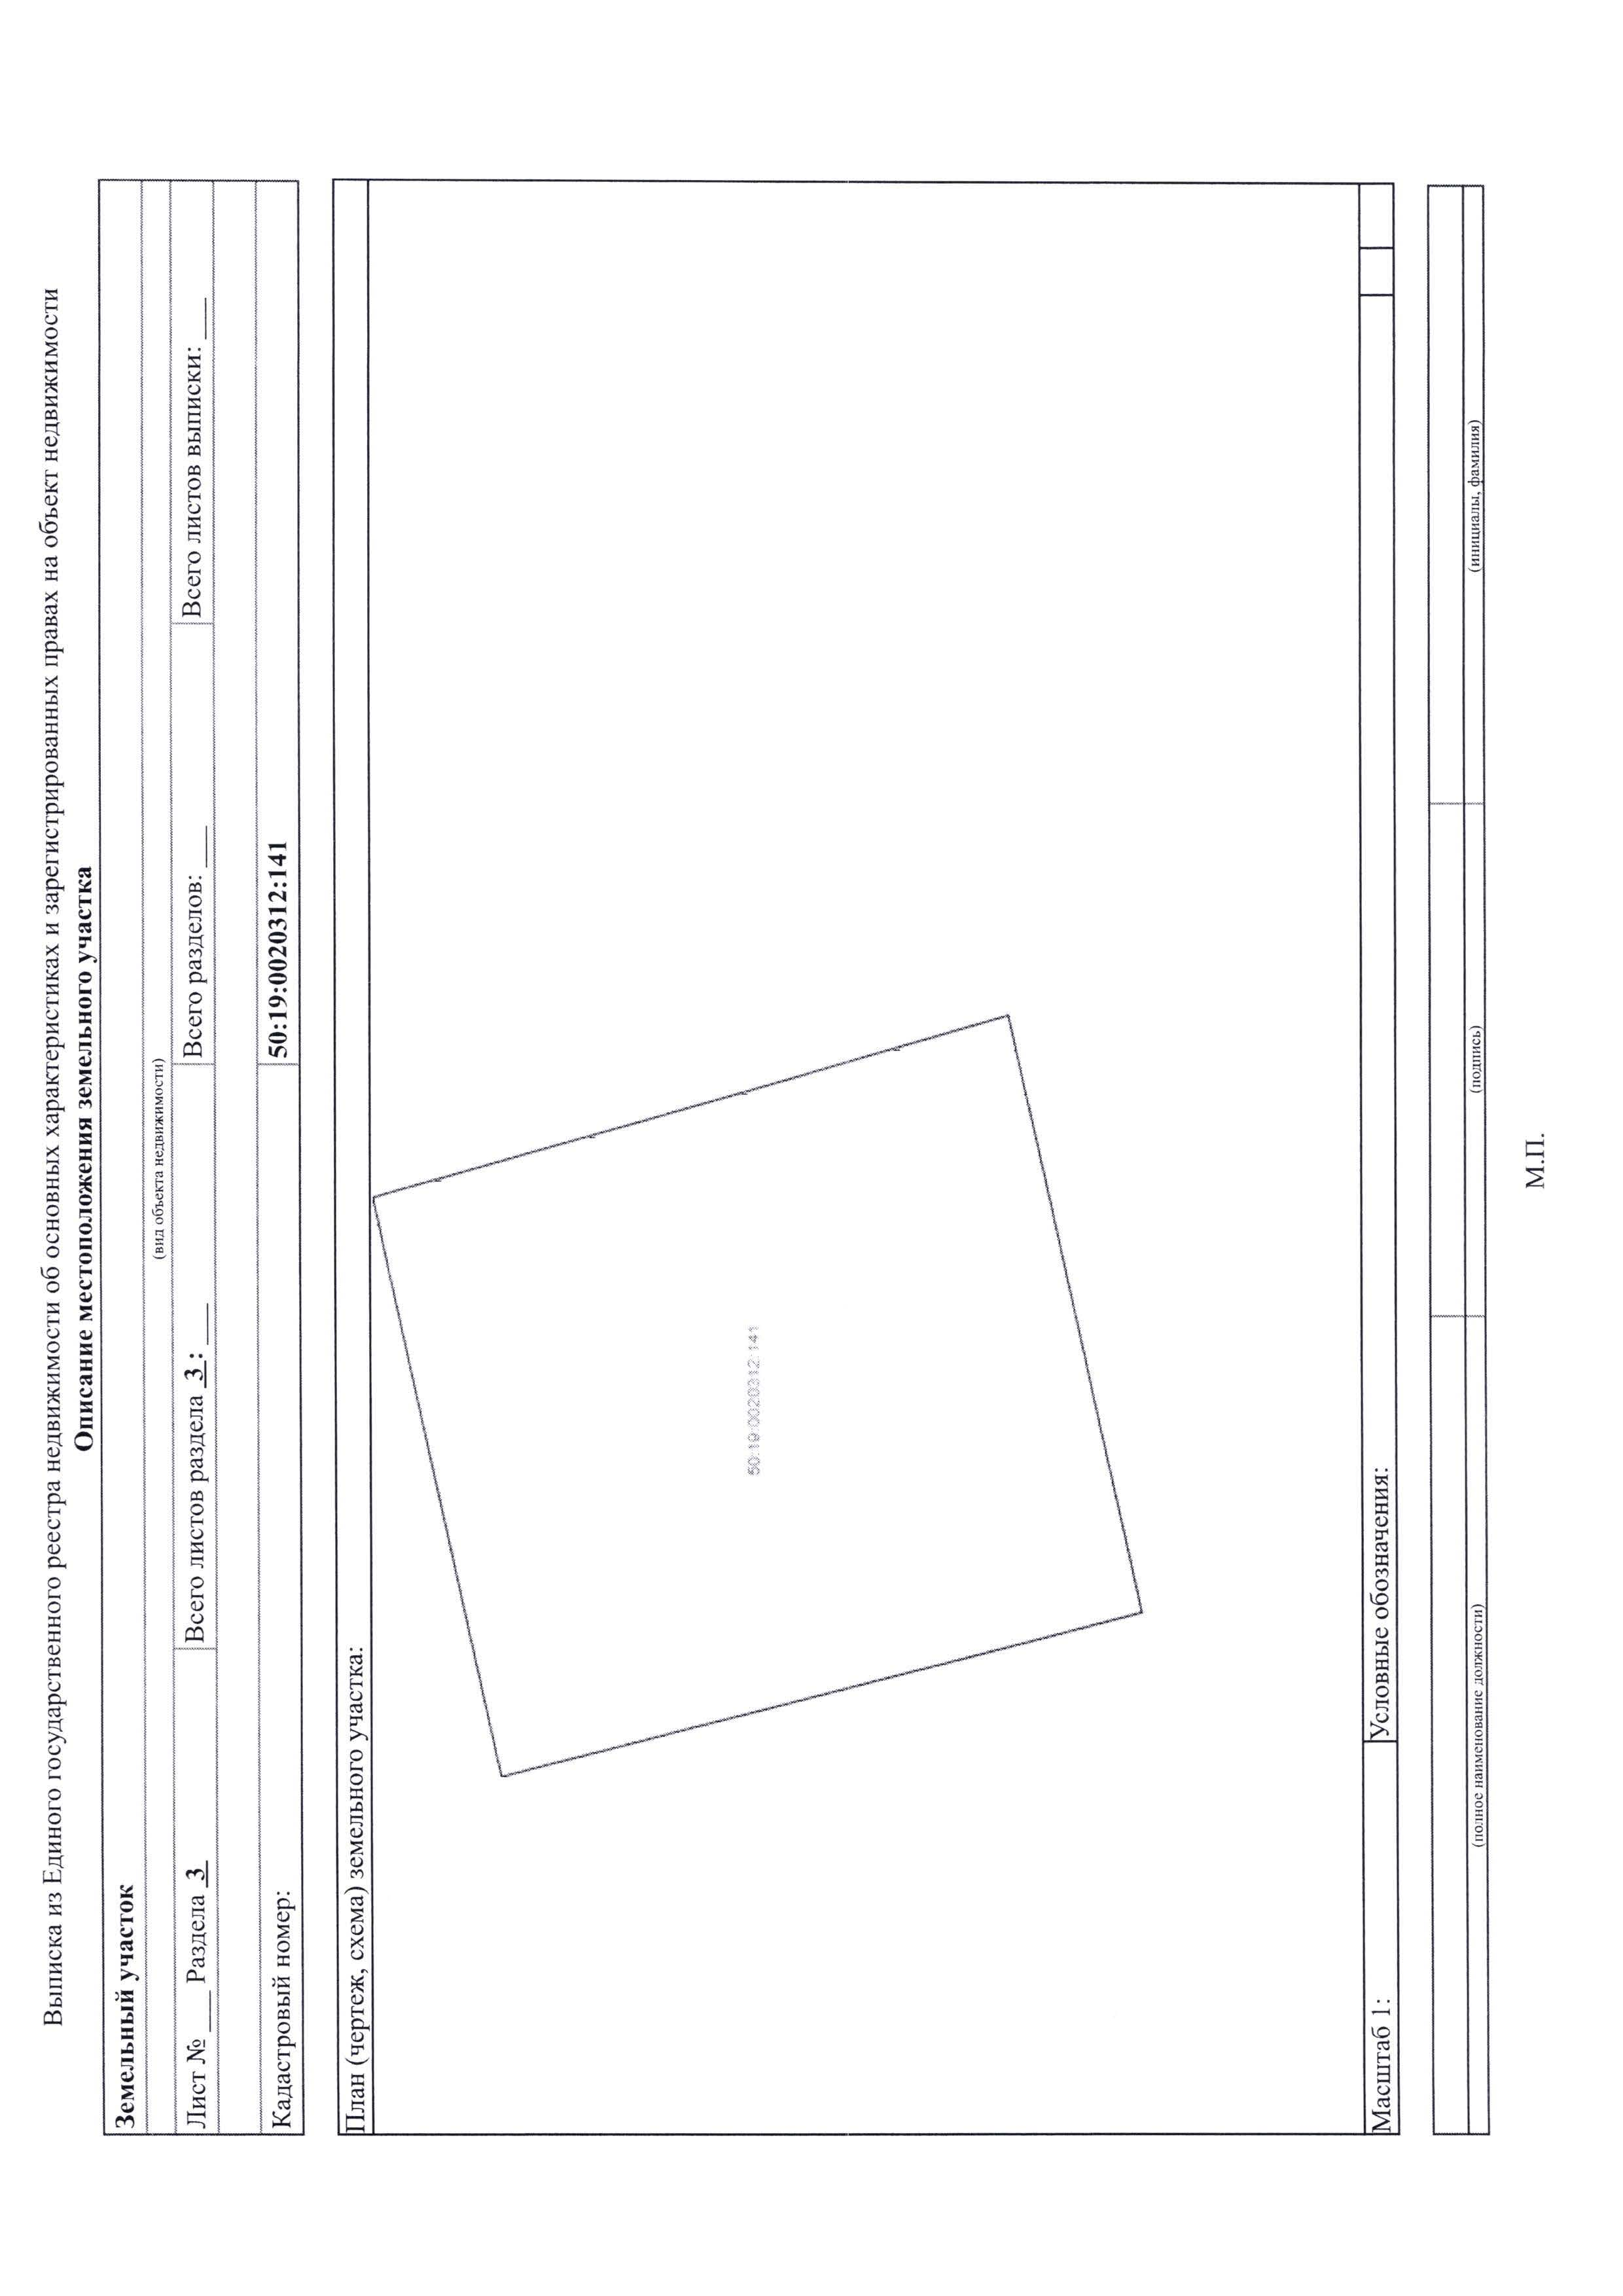 Выписка из Единого государственного реестра недвижимости об основных характеристиках и зарегистрированных правах на объект недвижимости
Описание местоположения земельного участка
Земельный участок
(вид объекта недвижимости)
Лист № ___ Раздела 3 Всего листов раздела 3 : ___ Всего разделов: ___ Всего листов выписки: ___
Кадастровый номер: 50:19:0020312:141
План (чертеж, схема) земельного участка:
50:19:0020312:141
Масштаб 1: Условные обозначения:
(полное наименование должности) (подпись) (инициалы, фамилия)
М.П.